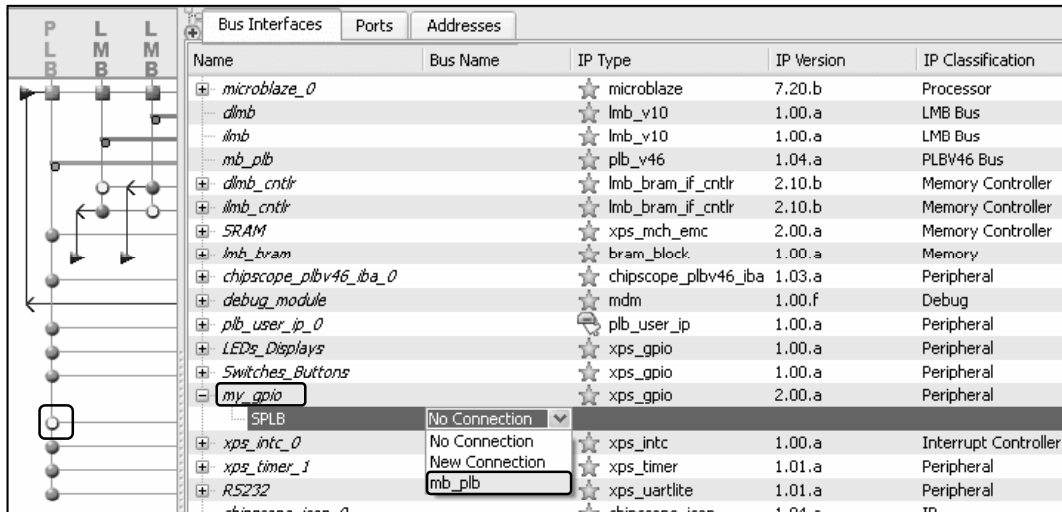 P L L
L M M
B B B
Bus Interfaces Ports Addresses
Name Bus Name IP Type IP Version IP Classification
microblaze_0 microblaze 7.20.b Processor
dlmb lmb_v10 1.00.a LMB Bus
ilmb lmb_v10 1.00.a LMB Bus
mb_plb plb_v46 1.04.a PLBV46 Bus
dlmb_cntlr lmb_bram_if_cntlr 2.10.b Memory Controller
ilmb_cntlr lmb_bram_if_cntlr 2.10.b Memory Controller
SRAM xps_mch_emc 2.00.a Memory Controller
lmb_bram bram_block 1.00.a Memory
chipscope_plbv46_iba_0 chipscope_plbv46_iba 1.03.a Peripheral
debug_module mdm 1.00.f Debug
plb_user_ip_0 plb_user_ip 1.00.a Peripheral
LEDs_Displays xps_gpio 1.00.a Peripheral
Switches_Buttons xps_gpio 1.00.a Peripheral
my_gpio xps_gpio 2.00.a Peripheral
SPLB No Connection
No Connection
New Connection
mb_plb
xps_intc_0 xps_intc 1.00.a Interrupt Controller
xps_timer_1 xps_timer 1.01.a Peripheral
RS232 xps_uartlite 1.01.a Peripheral